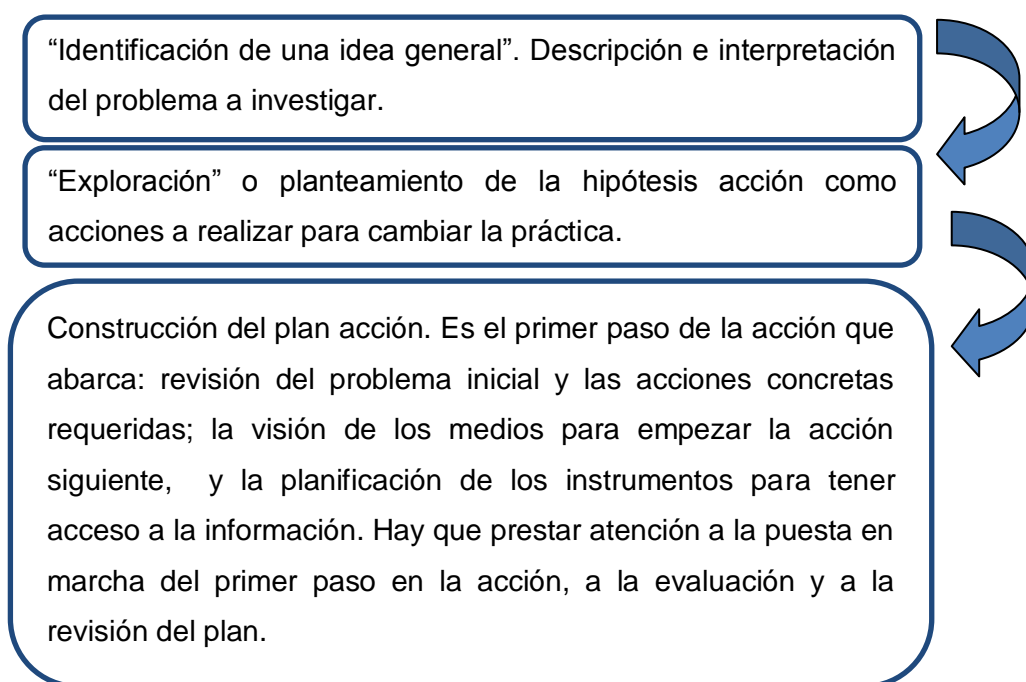 “Identificación de una idea general”. Descripción e interpretación
del problema a investigar.
“Exploración” o planteamiento de la hipótesis acción como
acciones a realizar para cambiar la práctica.
Construcción del plan acción. Es el primer paso de la acción que
abarca: revisión del problema inicial y las acciones concretas
requeridas; la visión de los medios para empezar la acción
siguiente, y la planificación de los instrumentos para tener
acceso a la información. Hay que prestar atención a la puesta en
marcha del primer paso en la acción, a la evaluación y a la
revisión del plan.